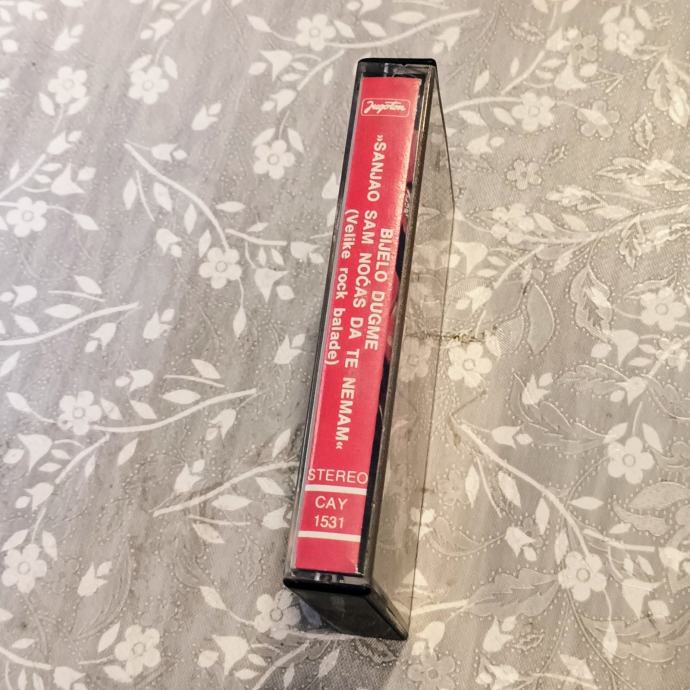 Jugoton
BIJELO DUGME
»SANJAO SAM NOĆAS DA TE NEMAM«
(Velike rock balade)
STEREO
CAY
1531